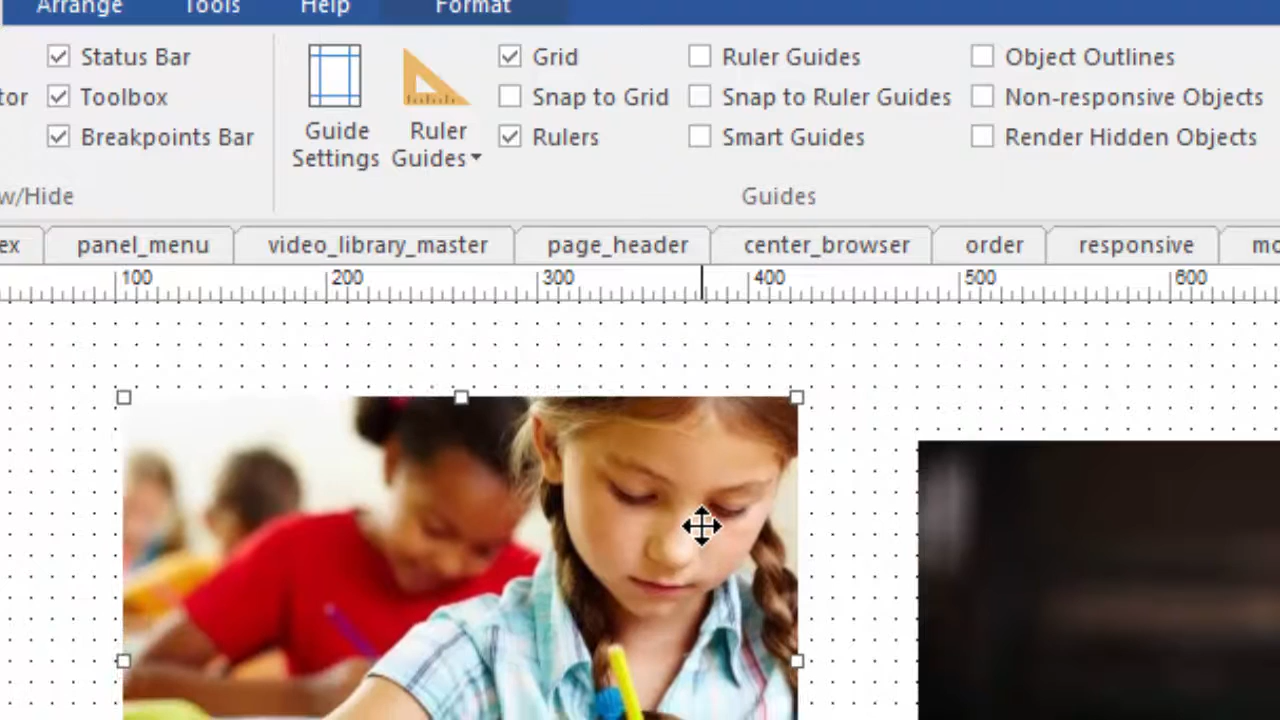 Arrange Tools Help Format
Status Bar Grid Ruler Guides Object Outlines
tor Toolbox Snap to Grid Snap to Ruler Guides Non-responsive Objects
Breakpoints Bar Guide Settings Ruler Guides Rulers Smart Guides Render Hidden Objects
w/Hide Guides
ex panel_menu video_library_master page_header center_browser order responsive mo
100 200 300 400 500 600